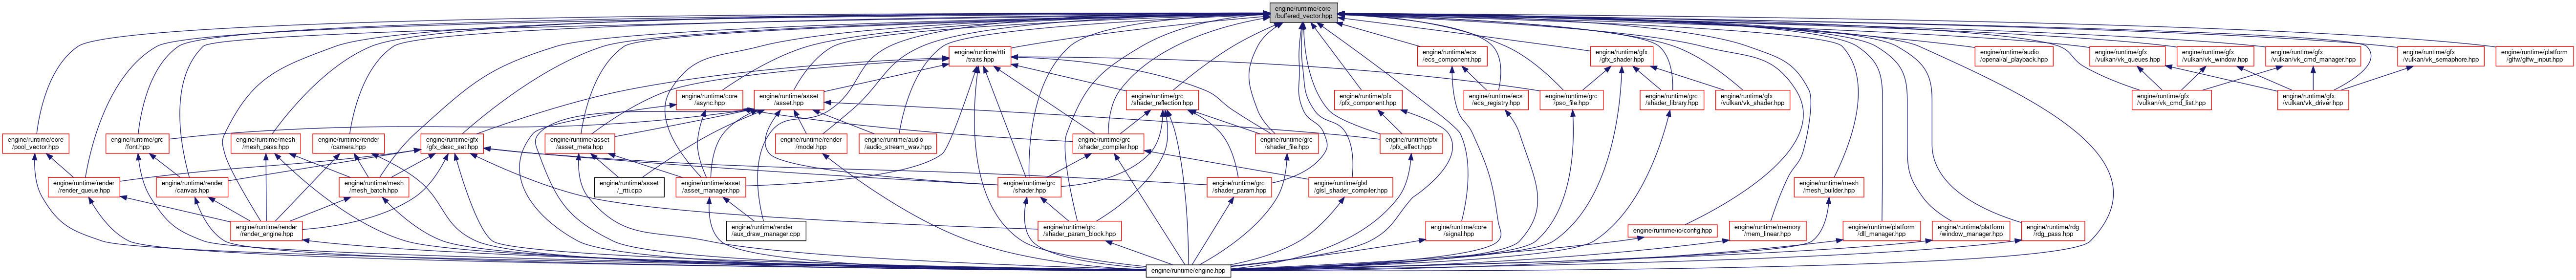 engine/runtime/core
/buffered_vector.hpp
engine/runtime/rtti
/traits.hpp
engine/runtime/ecs
/ecs_component.hpp
engine/runtime/gfx
/gfx_shader.hpp
engine/runtime/audio
/openal/al_playback.hpp
engine/runtime/gfx
/vulkan/vk_queues.hpp
engine/runtime/gfx
/vulkan/vk_window.hpp
engine/runtime/gfx
/vulkan/vk_cmd_manager.hpp
engine/runtime/gfx
/vulkan/vk_semaphore.hpp
engine/runtime/platform
/glfw/glfw_input.hpp
engine/runtime/core
/async.hpp
engine/runtime/asset
/asset.hpp
engine/runtime/grc
/shader_reflection.hpp
engine/runtime/pfx
/pfx_component.hpp
engine/runtime/ecs
/ecs_registry.hpp
engine/runtime/grc
/pso_file.hpp
engine/runtime/grc
/shader_library.hpp
engine/runtime/gfx
/vulkan/vk_shader.hpp
engine/runtime/gfx
/vulkan/vk_cmd_list.hpp
engine/runtime/gfx
/vulkan/vk_driver.hpp
engine/runtime/core
/pool_vector.hpp
engine/runtime/grc
/font.hpp
engine/runtime/mesh
/mesh_pass.hpp
engine/runtime/render
/camera.hpp
engine/runtime/gfx
/gfx_desc_set.hpp
engine/runtime/asset
/asset_meta.hpp
engine/runtime/render
/model.hpp
engine/runtime/audio
/audio_stream_wav.hpp
engine/runtime/grc
/shader_compiler.hpp
engine/runtime/grc
/shader_file.hpp
engine/runtime/pfx
/pfx_effect.hpp
engine/runtime/render
/render_queue.hpp
engine/runtime/render
/canvas.hpp
engine/runtime/mesh
/mesh_batch.hpp
engine/runtime/asset
/_rtti.cpp
engine/runtime/asset
/asset_manager.hpp
engine/runtime/grc
/shader.hpp
engine/runtime/grc
/shader_param.hpp
engine/runtime/glsl
/glsl_shader_compiler.hpp
engine/runtime/mesh
/mesh_builder.hpp
engine/runtime/render
/render_engine.hpp
engine/runtime/render
/aux_draw_manager.cpp
engine/runtime/grc
/shader_param_block.hpp
engine/runtime/core
/signal.hpp
engine/runtime/io/config.hpp
engine/runtime/memory
/mem_linear.hpp
engine/runtime/platform
/dll_manager.hpp
engine/runtime/platform
/window_manager.hpp
engine/runtime/rdg
/rdg_pass.hpp
engine/runtime/engine.hpp